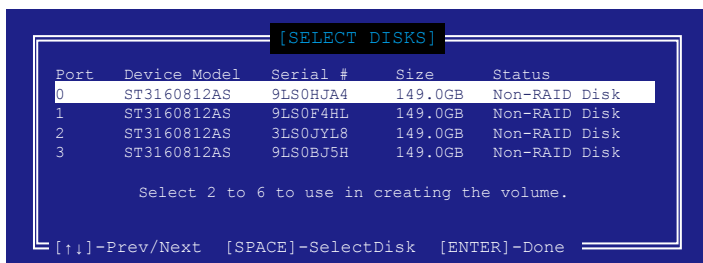 [SELECT DISKS]
Port Device Model Serial # Size Status
0 ST3160812AS 9LS0HJA4 149.0GB Non-RAID Disk
1 ST3160812AS 9LS0F4HL 149.0GB Non-RAID Disk
2 ST3160812AS 3LS0JYL8 149.0GB Non-RAID Disk
3 ST3160812AS 9LS0BJ5H 149.0GB Non-RAID Disk
Select 2 to 6 to use in creating the volume.
[↑↓]-Prev/Next [SPACE]-SelectDisk [ENTER]-Done